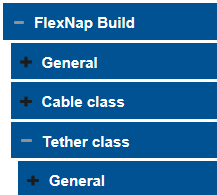 FlexNap Build
General
Cable class
Tether class
General